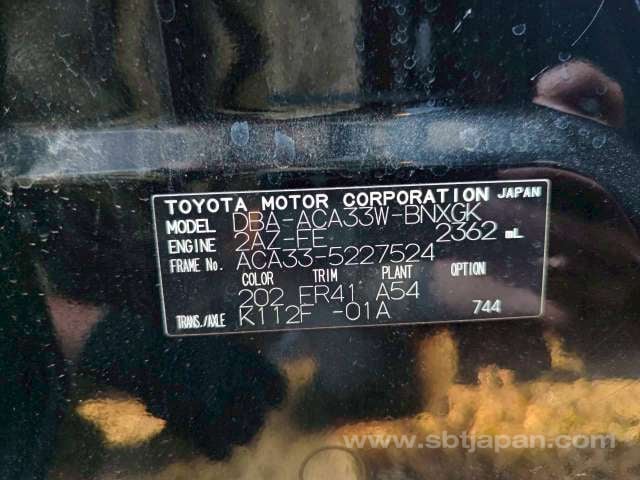 TOYOTA MOTOR CORPORATION JAPAN
MODEL DBA-ACA33W-BNXGK
ENGINE 2AZ-FE 2362 mL
FRAME No. ACA33-5227524
COLOR TRIM PLANT OPTION
202 FR41 A54
TRANS./AXLE K112F -01A 744
www.sbtjapan.com